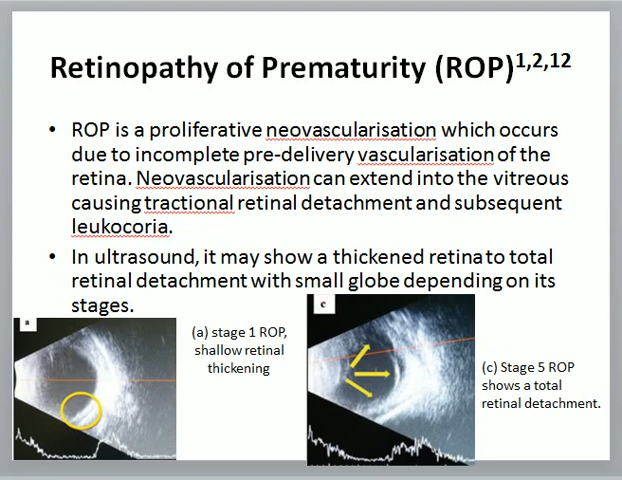 Retinopathy of Prematurity (ROP)1,2,12
• ROP is a proliferative neovascularisation which occurs
due to incomplete pre-delivery vascularisation of the
retina. Neovascularisation can extend into the vitreous
causing tractional retinal detachment and subsequent
leukocoria.
• In ultrasound, it may show a thickened retina to total
retinal detachment with small globe depending on its
stages.
a
(a) stage 1 ROP,
shallow retinal
thickening
c
(c) Stage 5 ROP
shows a total
retinal detachment.